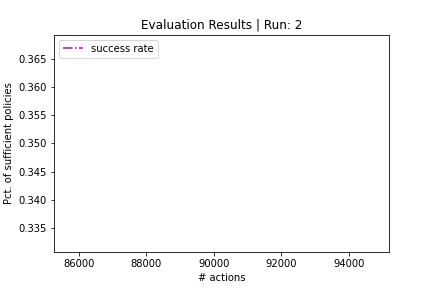 Evaluation Results | Run: 2
success rate
Pct. of sufficient policies
0.365
0.360
0.355
0.350
0.345
0.340
0.335
86000 88000 90000 92000 94000
# actions